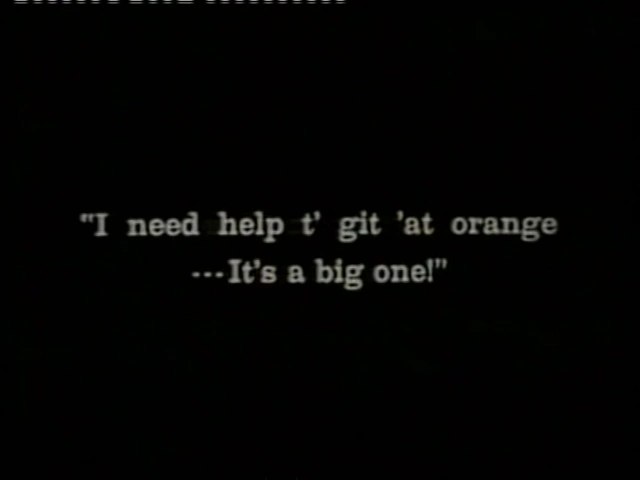 "I need help t' git 'at orange
---It's a big one!"